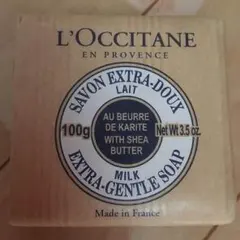 L'OCCITANE
EN PROVENCE
SAVON EXTRA-DOUX
LAIT
AU BEURRE
DE KARITE
WITH SHEA
BUTTER
100g
Net Wt 3.5 oz.
MILK
EXTRA-GENTLE SOAP
Made in France